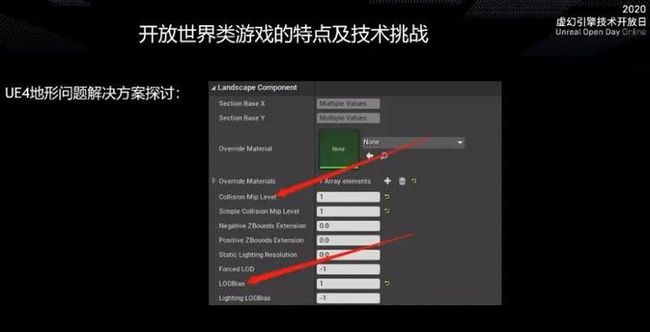 2020
虚幻引擎技术开放日
Unreal Open Day Online
开放世界类游戏的特点及技术挑战
UE4地形问题解决方案探讨：
Landscape Component
Section Base X Multiple Values
Section Base Y Multiple Values
Override Material None None
Override Materials 1 Array elements
Collision Mip Level 1
Simple Collision Mip Level 1
Negative ZBounds Extension 0.0
Positive ZBounds Extension 0.0
Static Lighting Resolution 0.0
Forced LOD -1
LODBias 1
Lighting LODBias -1